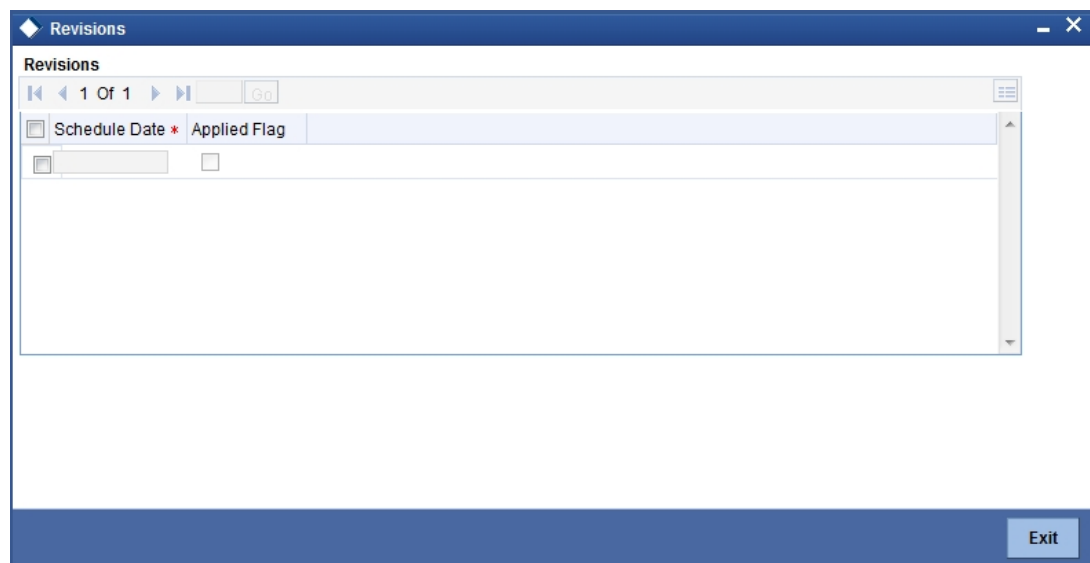 Revisions
Revisions
1 Of 1 Go
Schedule Date * Applied Flag
Exit